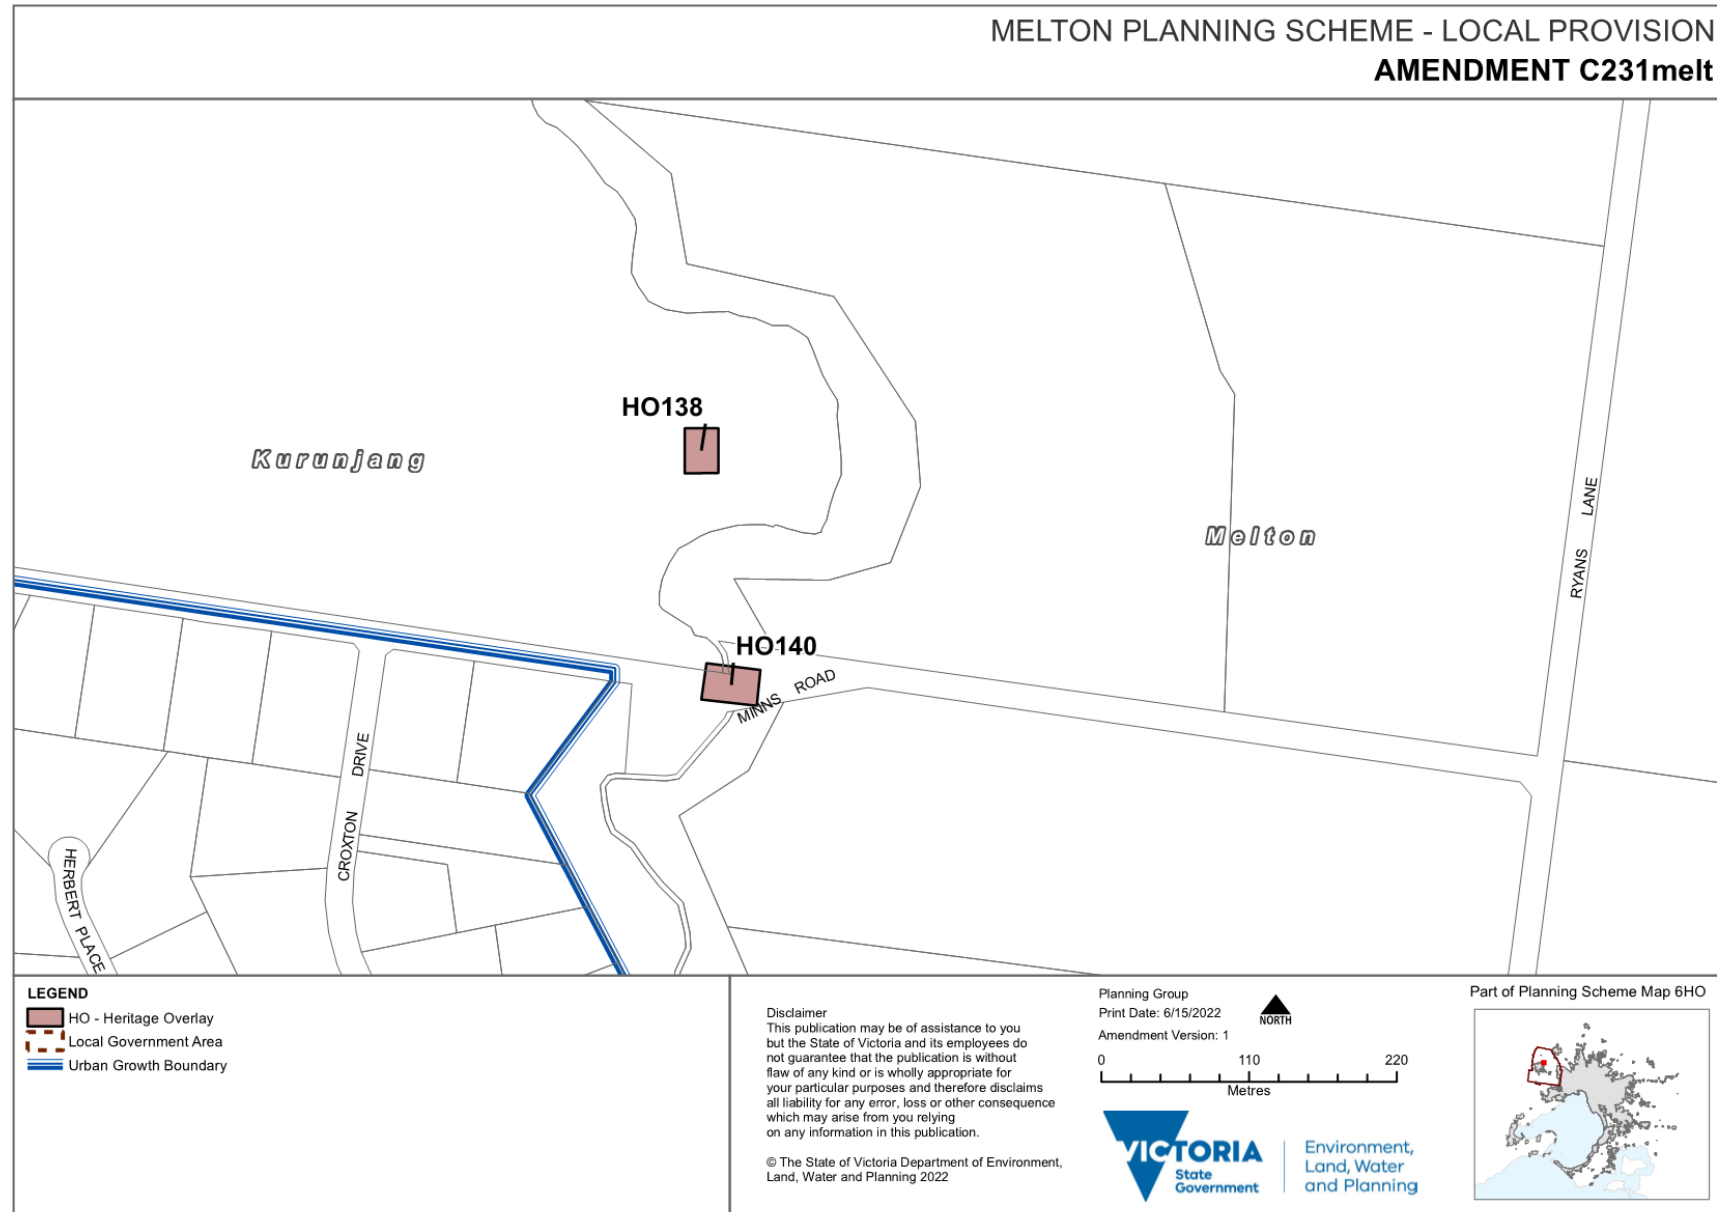 MELTON PLANNING SCHEME - LOCAL PROVISION
AMENDMENT C231melt
HO138
Kurunjang
Melton
RYANS LANE
HO140
MINNS ROAD
CROXTON DRIVE
HERBERT PLACE
LEGEND
HO - Heritage Overlay
Local Government Area
Urban Growth Boundary
Disclaimer
This publication may be of assistance to you
but the State of Victoria and its employees do
not guarantee that the publication is without
flaw of any kind or is wholly appropriate for
your particular purposes and therefore disclaims
all liability for any error, loss or other consequence
which may arise from you relying
on any information in this publication.
© The State of Victoria Department of Environment,
Land, Water and Planning 2022
Planning Group
Print Date: 6/15/2022
Amendment Version: 1
NORTH
0 110 220
Metres
VICTORIA
State
Government
Environment,
Land, Water
and Planning
Part of Planning Scheme Map 6HO